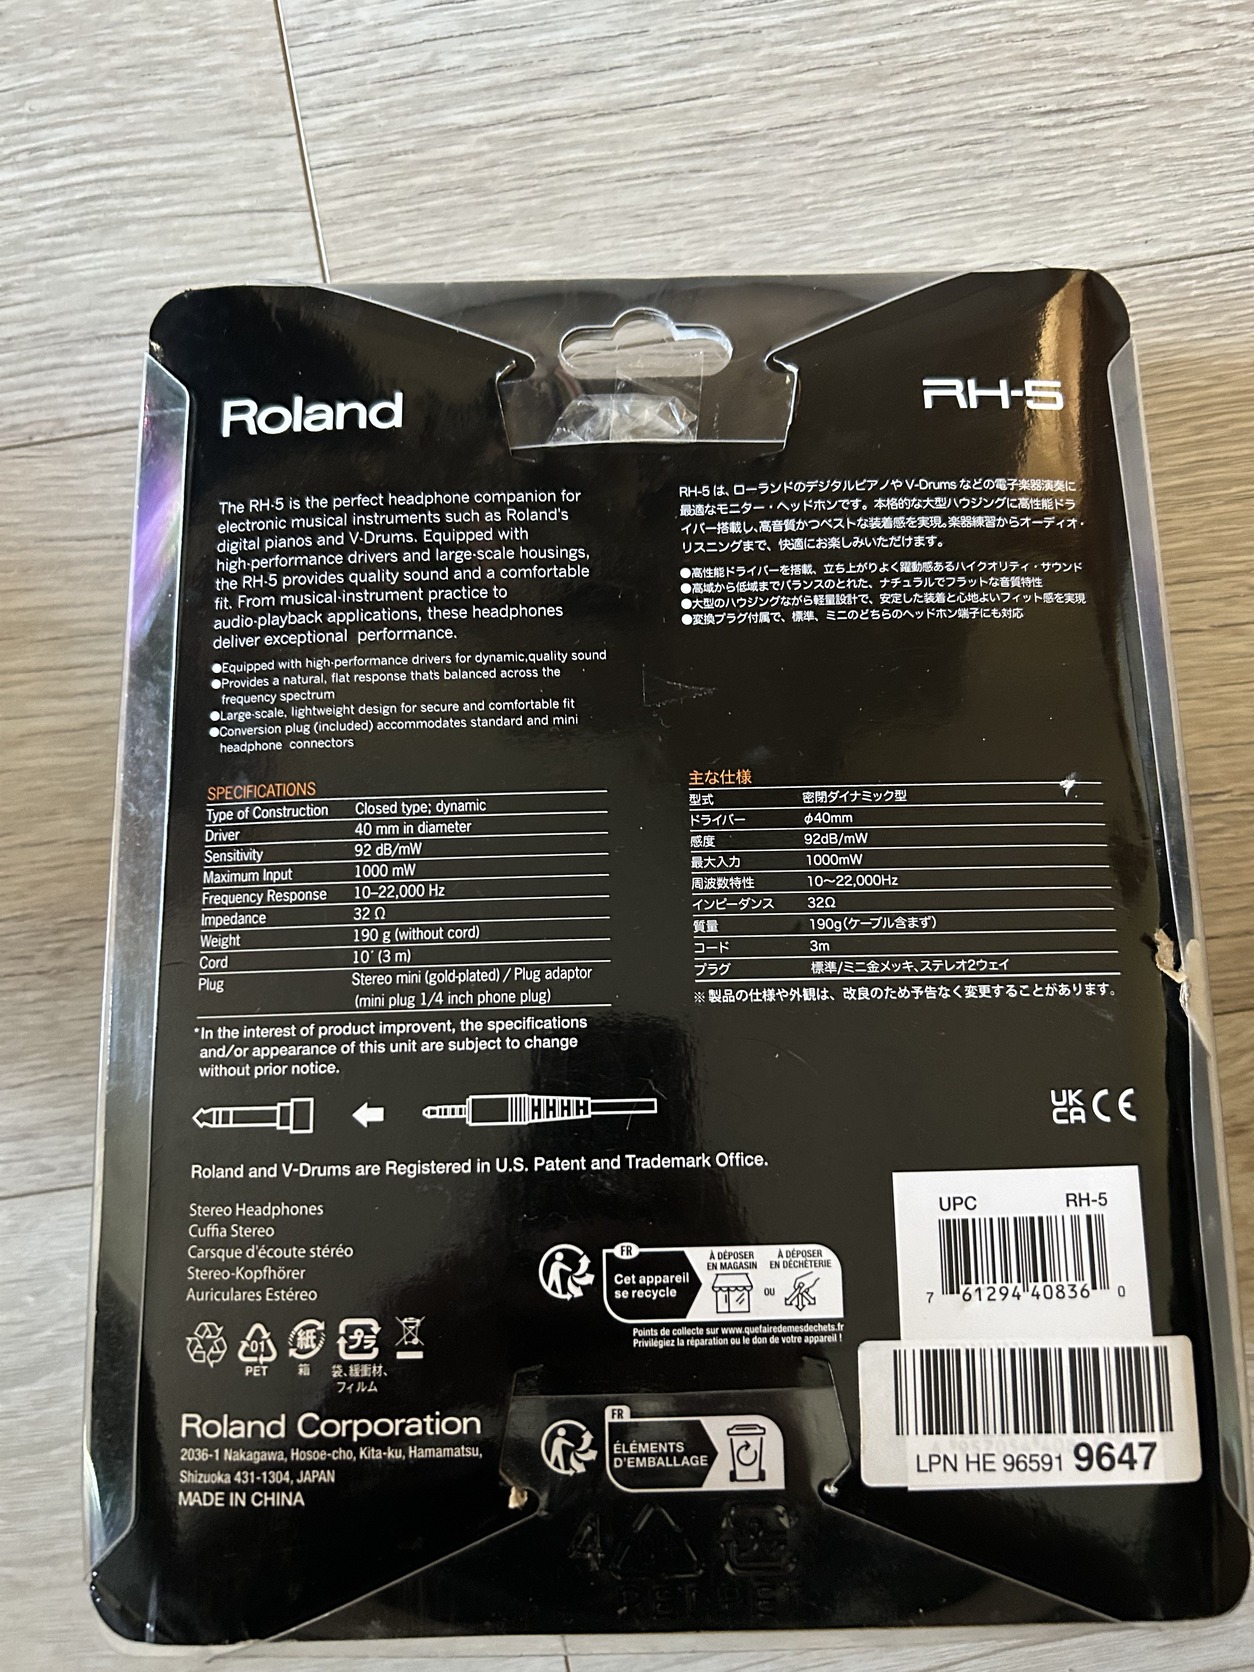 Roland
RH-5
The RH-5 is the perfect headphone companion for
electronic musical instruments such as Roland's
digital pianos and V-Drums. Equipped with
high-performance drivers and large-scale housings,
the RH-5 provides quality sound and a comfortable
fit. From musical-instrument practice to
audio-playback applications, these headphones
deliver exceptional performance.
●Equipped with high-performance drivers for dynamic,quality sound
●Provides a natural, flat response thats balanced across the
frequency spectrum
●Large-scale, lightweight design for secure and comfortable fit
●Conversion plug (included) accommodates standard and mini
headphone connectors
RH-5 は、ローランドのデジタルピアノや V-Drums などの電子楽器演奏に
最適なモニター・ヘッドホンです。本格的な大型ハウジングに高性能ドラ
イバー搭載し、高音質かつベストな装着感を実現。楽器練習からオーディオ・
リスニングまで、快適にお楽しみいただけます。
●高性能ドライバーを搭載、立ち上がりよく躍動感あるハイクオリティ・サウンド
●高域から低域までバランスのとれた、ナチュラルでフラットな音質特性
●大型のハウジングながら軽量設計で、安定した装着と心地よいフィット感を実現
●変換プラグ付属で、標準、ミニのどちらのヘッドホン端子にも対応
SPECIFICATIONS
Type of Construction Closed type; dynamic
Driver 40 mm in diameter
Sensitivity 92 dB/mW
Maximum Input 1000 mW
Frequency Response 10–22,000 Hz
Impedance 32 Ω
Weight 190 g (without cord)
Cord 10' (3 m)
Plug Stereo mini (gold-plated) / Plug adaptor
(mini plug 1/4 inch phone plug)
*In the interest of product improvent, the specifications
and/or appearance of this unit are subject to change
without prior notice.
主な仕様
型式 密閉ダイナミック型
ドライバー φ40mm
感度 92dB/mW
最大入力 1000mW
周波数特性 10〜22,000Hz
インピーダンス 32Ω
質量 190g(ケーブル含まず)
コード 3m
プラグ 標準/ミニ金メッキ、ステレオ2ウェイ
※製品の仕様や外観は、改良のため予告なく変更することがあります。
UK
CA CE
Roland and V-Drums are Registered in U.S. Patent and Trademark Office.
Stereo Headphones
Cuffia Stereo
Carsque d'écoute stéréo
Stereo-Kopfhörer
Auriculares Estéreo
01
PET
紙
箱
プラ
袋、緩衝材、
フィルム
FR
Cet appareil
se recycle
À DÉPOSER
EN MAGASIN
OU
À DÉPOSER
EN DÉCHÈTERIE
Points de collecte sur www.quefairedemesdechets.fr
Privilégiez la réparation ou le don de votre appareil !
UPC RH-5
7 61294 40836 0
LPN HE 96591 9647
Roland Corporation
2036-1 Nakagawa, Hosoe-cho, Kita-ku, Hamamatsu,
Shizuoka 431-1304, JAPAN
MADE IN CHINA
FR
ÉLÉMENTS
D'EMBALLAGE